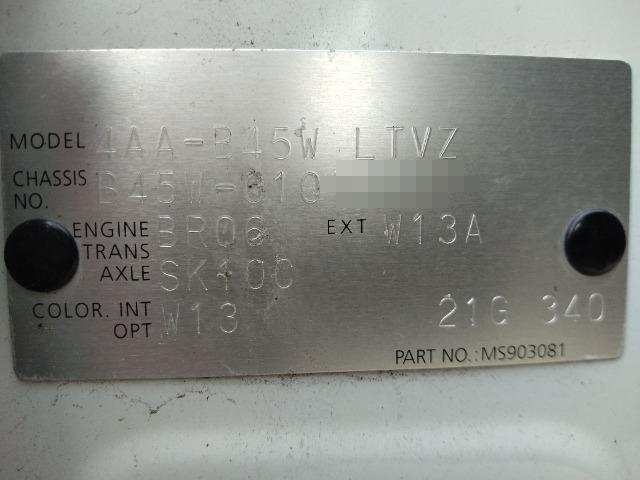 MODEL 4AA-B45W LTVZ
CHASSIS NO. B45W-010
ENGINE BR06 EXT W13A
TRANS
AXLE SK100
COLOR. INT W13
OPT 21G 340
PART NO.: MS903081